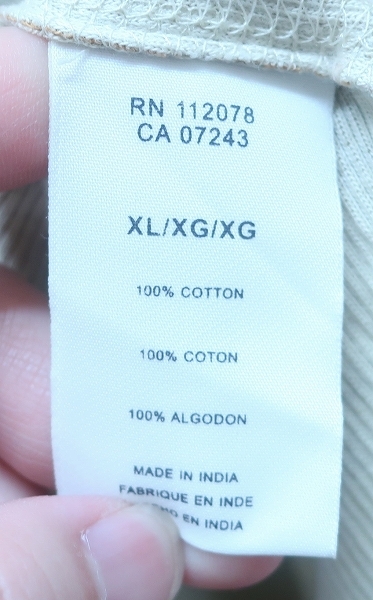 RN 112078
CA 07243
XL/XG/XG
100% COTTON
100% COTON
100% ALGODON
MADE IN INDIA
FABRIQUE EN INDE
EN INDIA